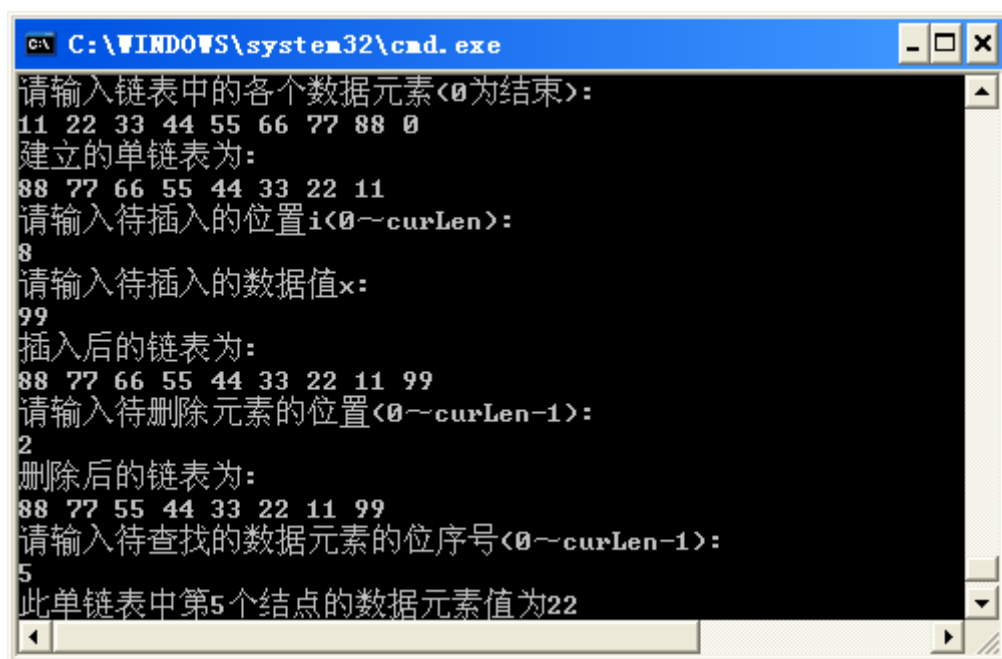 C:\WINDOWS\system32\cmd.exe
请输入链表中的各个数据元素(0为结束):
11 22 33 44 55 66 77 88 0
建立的单链表为:
88 77 66 55 44 33 22 11
请输入待插入的位置i(0～curLen):
8
请输入待插入的数据值x:
99
插入后的链表为:
88 77 66 55 44 33 22 11 99
请输入待删除元素的位置(0～curLen-1):
2
删除后的链表为:
88 77 55 44 33 22 11 99
请输入待查找的数据元素的位序号(0～curLen-1):
5
此单链表中第5个结点的数据元素值为22